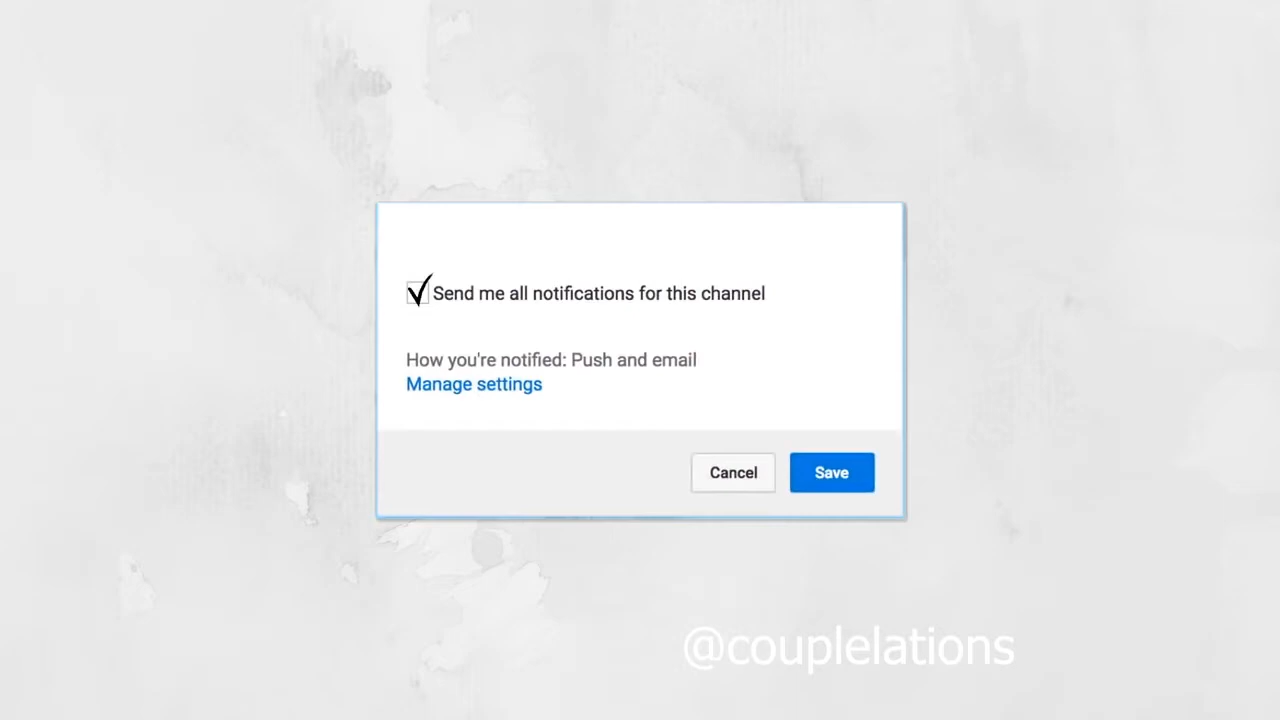 Send me all notifications for this channel
How you're notified: Push and email
Manage settings
Cancel Save
@couplelations